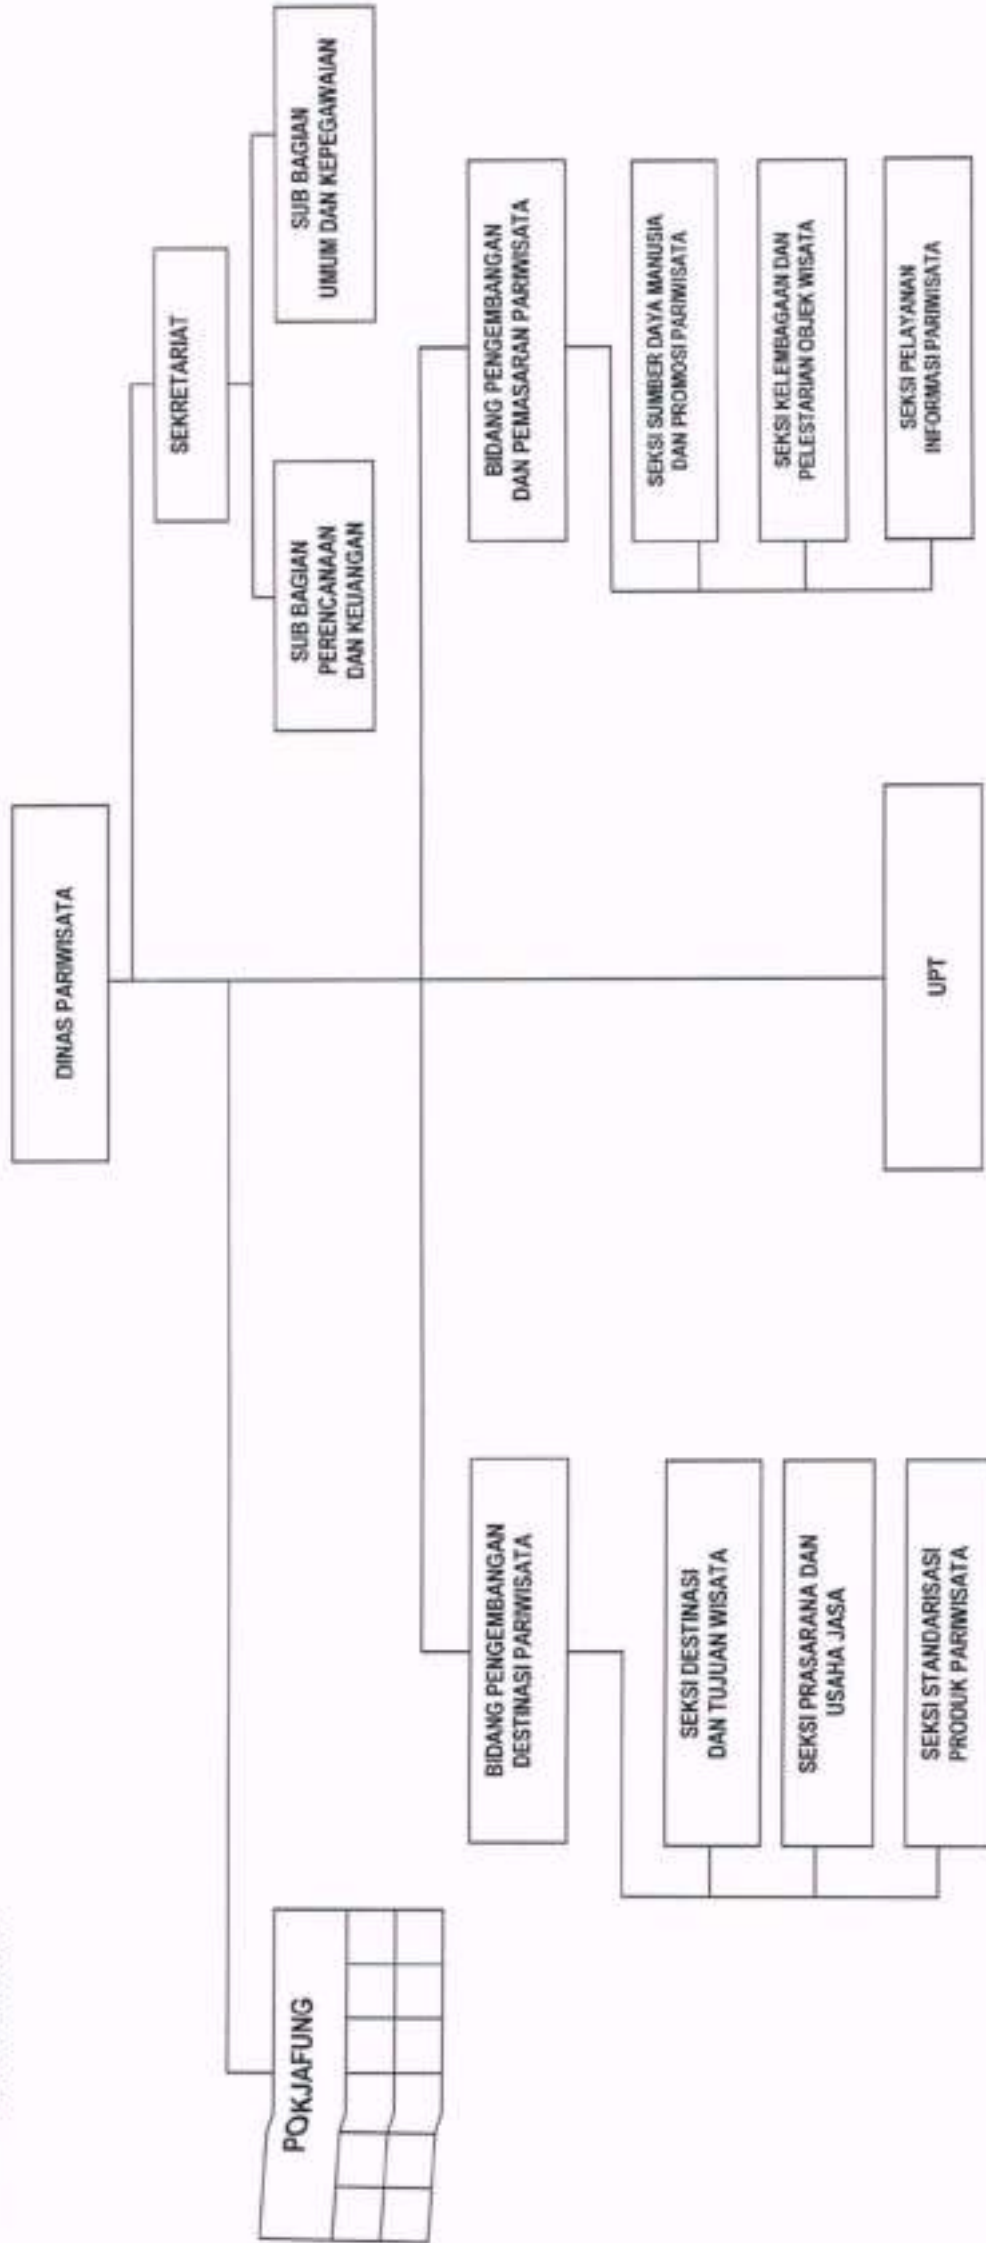 DINAS PARIWISATA
SEKRETARIAT
SUB BAGIAN
PERENCANAAN
DAN KEUANGAN
SUB BAGIAN
UMUM DAN KEPEGAWAIAN
POKJAFUNG
BIDANG PENGEMBANGAN
DESTINASI PARIWISATA
SEKSI DESTINASI
DAN TUJUAN WISATA
SEKSI PRASARANA DAN
USAHA JASA
SEKSI STANDARISASI
PRODUK PARIWISATA
BIDANG PENGEMBANGAN
DAN PEMASARAN PARIWISATA
SEKSI SUMBER DAYA MANUSIA
DAN PROMOSI PARIWISATA
SEKSI KELEMBAGAAN DAN
PELESTARIAN OBJEK WISATA
SEKSI PELAYANAN
INFORMASI PARIWISATA
UPT